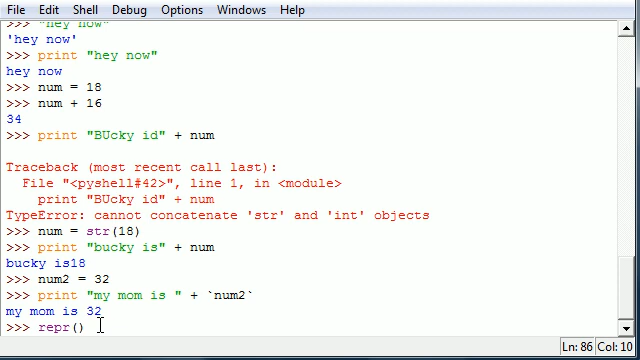 File Edit Shell Debug Options Windows Help
>>> "hey now"
'hey now'
>>> print "hey now"
hey now
>>> num = 18
>>> num + 16
34
>>> print "BUcky id" + num
Traceback (most recent call last):
File "<pyshell#42>", line 1, in <module>
print "BUcky id" + num
TypeError: cannot concatenate 'str' and 'int' objects
>>> num = str(18)
>>> print "bucky is" + num
bucky is18
>>> num2 = 32
>>> print "my mom is " + `num2`
my mom is 32
>>> repr()
Ln: 86 Col: 10